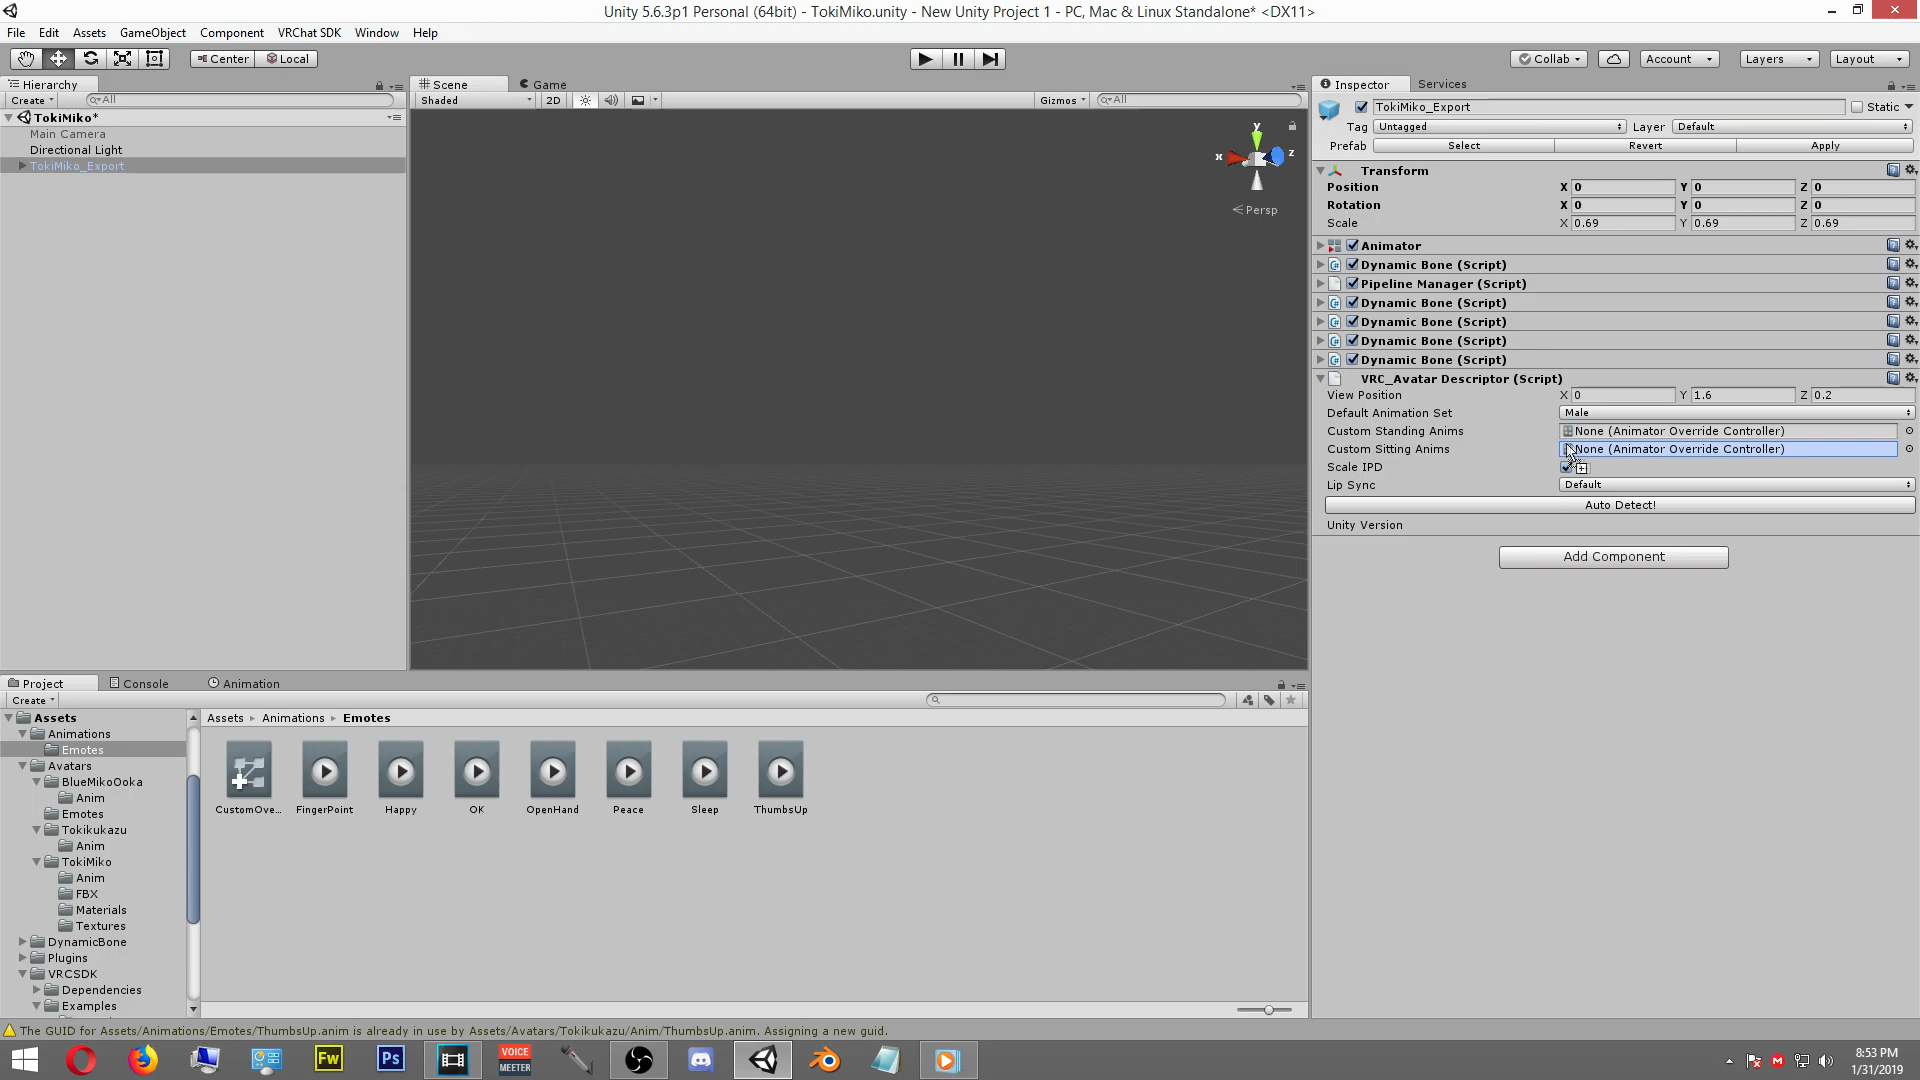 Unity 5.6.3p1 Personal (64bit) - TokiMiko.unity - New Unity Project 1 - PC, Mac & Linux Standalone* <DX11>
File Edit Assets GameObject Component VRChat SDK Window Help
Center Local Collab Account Layers Layout
Hierarchy
Create All
TokiMiko*
Main Camera
Directional Light
TokiMiko_Export
Scene Game
Shaded 2D Gizmos All
y
x z
Persp
Inspector Services
TokiMiko_Export Static
Tag Untagged Layer Default
Prefab Select Revert Apply
Transform
Position X 0 Y 0 Z 0
Rotation X 0 Y 0 Z 0
Scale X 0.69 Y 0.69 Z 0.69
Animator
Dynamic Bone (Script)
Pipeline Manager (Script)
Dynamic Bone (Script)
Dynamic Bone (Script)
Dynamic Bone (Script)
Dynamic Bone (Script)
VRC_Avatar Descriptor (Script)
View Position X 0 Y 1.6 Z 0.2
Default Animation Set Male
Custom Standing Anims None (Animator Override Controller)
Custom Sitting Anims None (Animator Override Controller)
Scale IPD
Lip Sync Default
Auto Detect!
Unity Version
Add Component
Project Console Animation
Create
Assets
Animations
Emotes
Avatars
BlueMikoOoka
Anim
Emotes
Tokikukazu
Anim
TokiMiko
Anim
FBX
Materials
Textures
DynamicBone
Plugins
VRCSDK
Dependencies
Examples
Assets Animations Emotes
CustomOve... FingerPoint Happy OK OpenHand Peace Sleep ThumbsUp
The GUID for Assets/Animations/Emotes/ThumbsUp.anim is already in use by Assets/Avatars/Tokikukazu/Anim/ThumbsUp.anim. Assigning a new guid.
Fw Ps VOICE MEETER
8:53 PM
1/31/2019